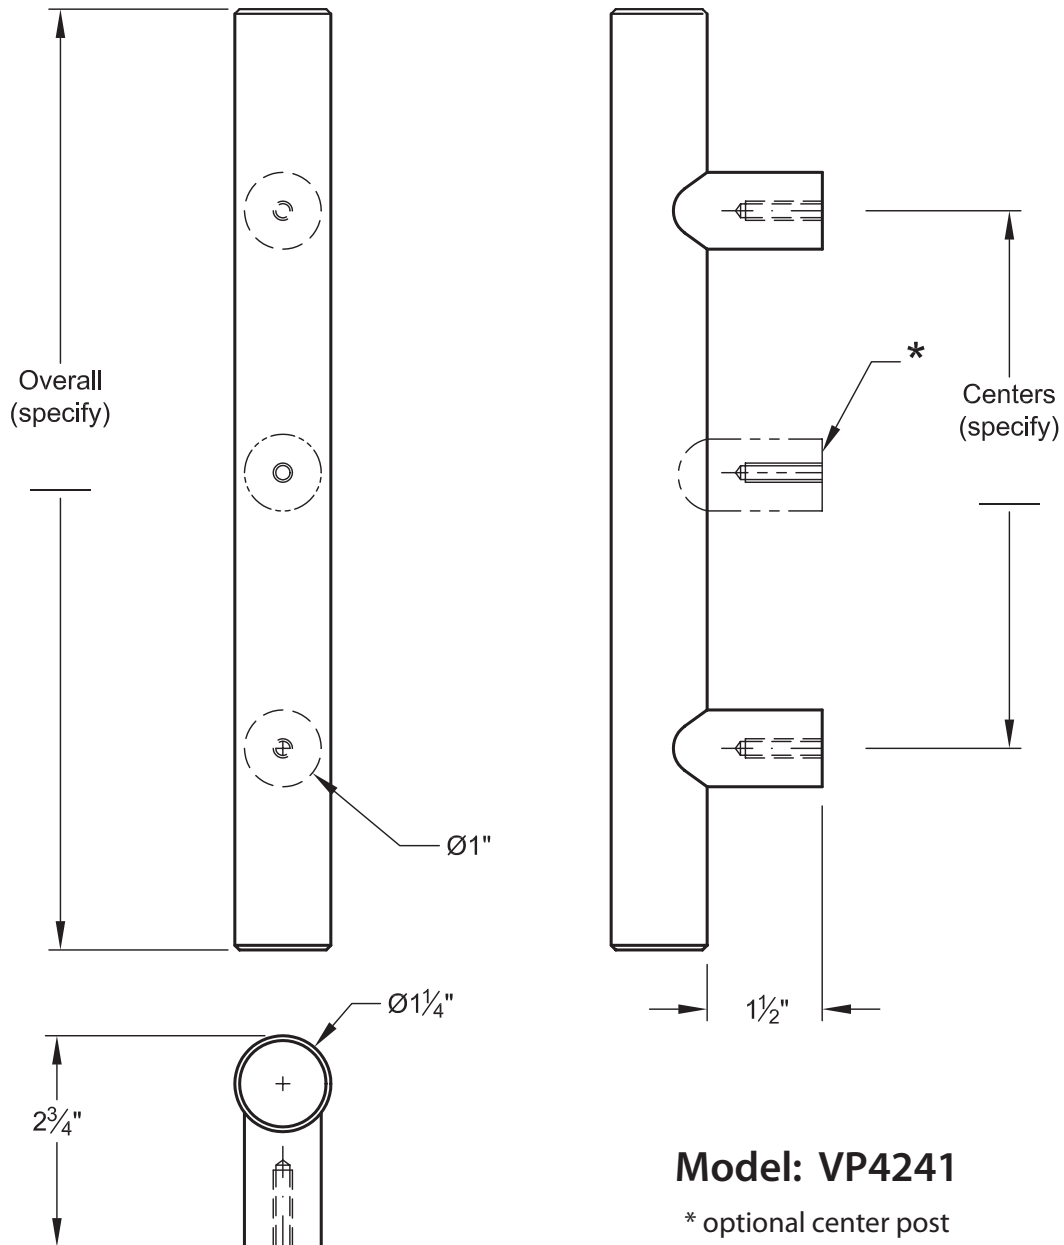 *
Overall
(specify)
Centers
(specify)
Ø1"
Ø1¼"
1½"
2¾"
Model: VP4241
* optional center post